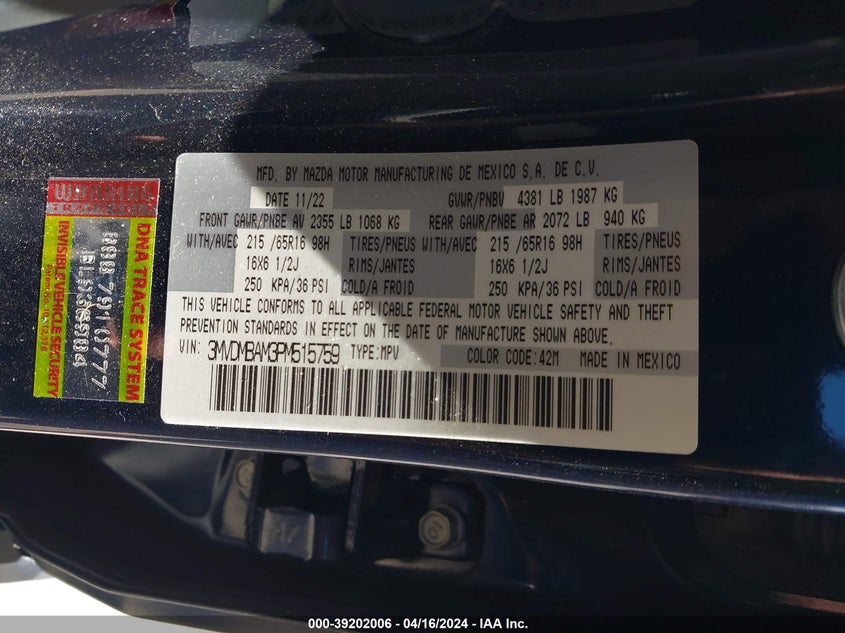 MFD. BY MAZDA MOTOR MANUFACTURING DE MEXICO S.A. DE C.V.
DATE 11/22 GVWR/PNBV 4381 LB 1987 KG
FRONT GAWR/PNBE AV 2355 LB 1068 KG REAR GAWR/PNBE AR 2072 LB 940 KG
WITH/AVEC 215 /65R16 98H TIRES/PNEUS WITH/AVEC 215 /65R16 98H TIRES/PNEUS
16X6 1/2J RIMS/JANTES 16X6 1/2J RIMS/JANTES
250 KPA/36 PSI COLD/A FROID 250 KPA/36 PSI COLD/A FROID
THIS VEHICLE CONFORMS TO ALL APPLICABLE FEDERAL MOTOR VEHICLE SAFETY AND THEFT
PREVENTION STANDARDS IN EFFECT ON THE DATE OF MANUFACTURE SHOWN ABOVE.
VIN: 3MVDMBAM3PM515759 TYPE:MPV COLOR CODE:42M MADE IN MEXICO
DNA TRACE SYSTEM
INVISIBLE VEHICLE SECURITY
000-39202006 - 04/16/2024 - IAA Inc.